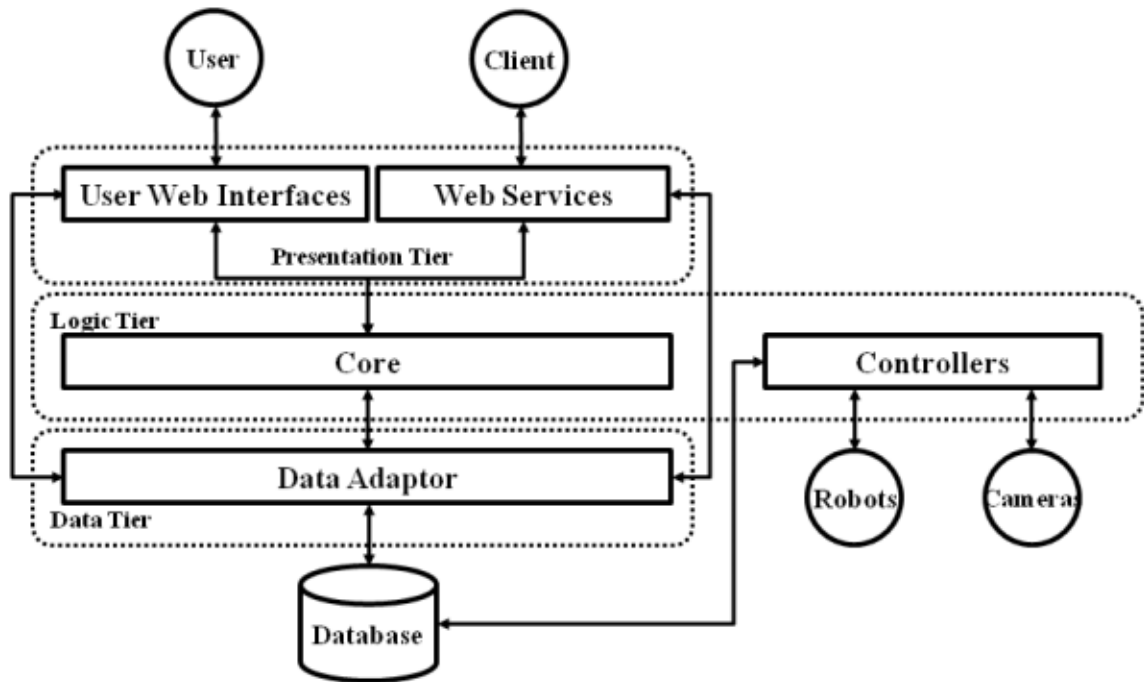 User
Client
User Web Interfaces
Web Services
Presentation Tier
Logic Tier
Core
Controllers
Data Adaptor
Data Tier
Robots
Cameras
Database